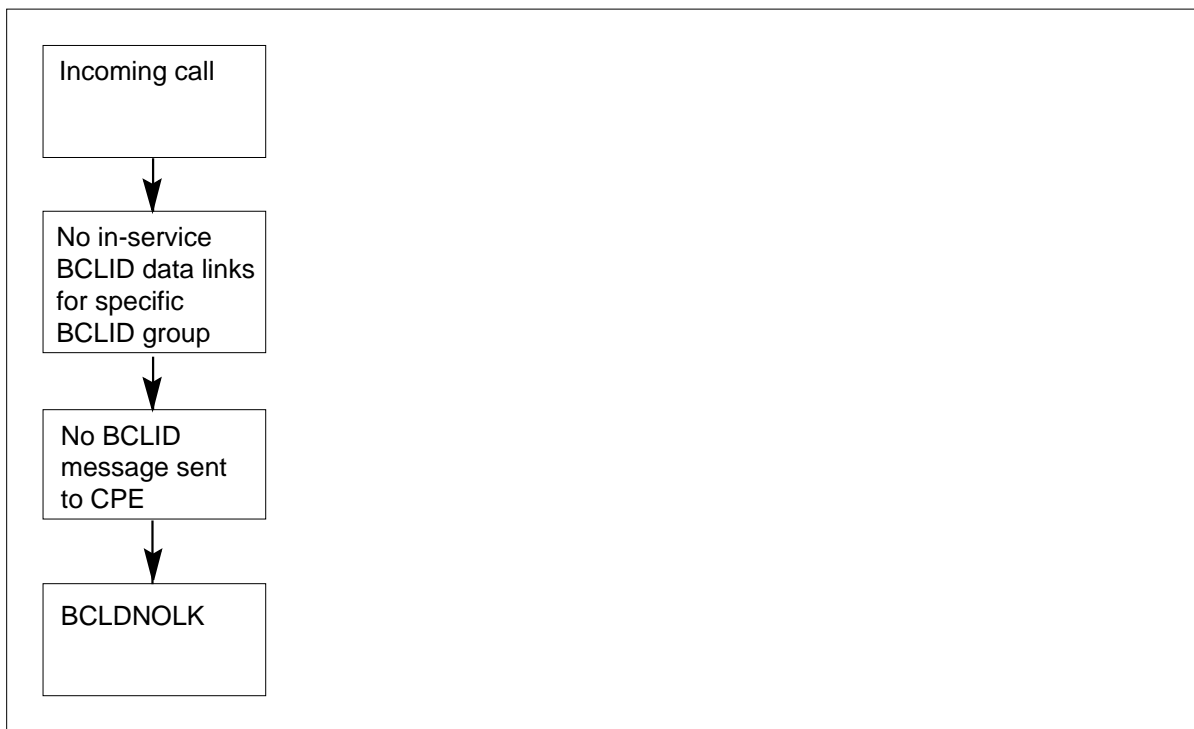 Incoming call
No in-service
BCLID data links
for specific
BCLID group
No BCLID
message sent
to CPE
BCLDNOLK